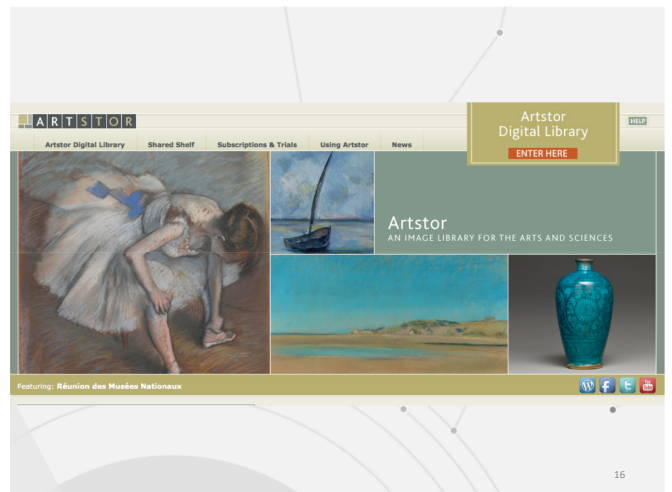 ARTSTOR
Artstor
Digital Library
ENTER HERE
HELP
Artstor Digital Library Shared Shelf Subscriptions & Trials Using Artstor News
Artstor
AN IMAGE LIBRARY FOR THE ARTS AND SCIENCES
Featuring: Réunion des Musées Nationaux
16